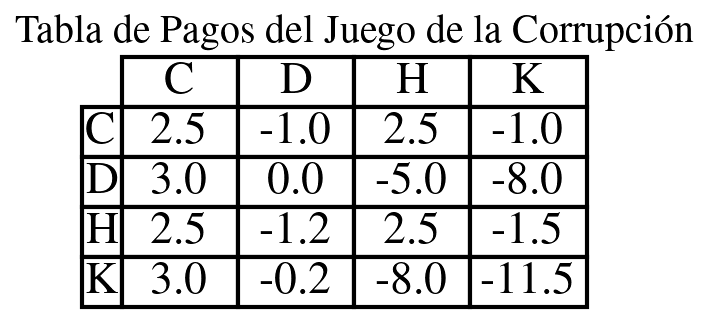 Tabla de Pagos del Juego de la Corrupción
C D H K
C 2.5 -1.0 2.5 -1.0
D 3.0 0.0 -5.0 -8.0
H 2.5 -1.2 2.5 -1.5
K 3.0 -0.2 -8.0 -11.5